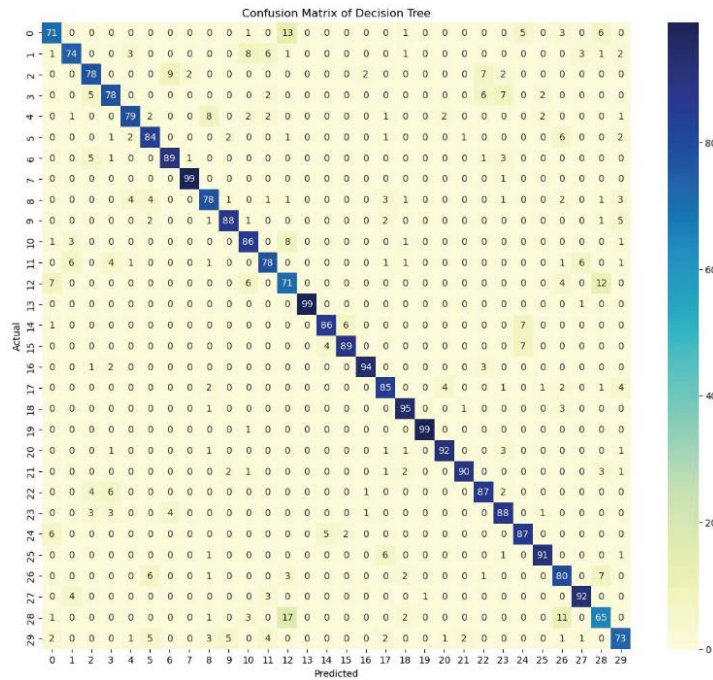 Confusion Matrix of Decision Tree
0 71 0 0 0 0 0 0 0 0 0 1 0 13 0 0 0 0 0 1 0 0 0 0 0 5 0 3 0 6 0
1 1 74 0 0 3 0 0 0 0 0 8 6 1 0 0 0 0 0 1 0 0 0 0 0 0 0 0 3 1 2
2 0 0 78 0 0 0 9 2 0 0 0 0 0 0 0 0 2 0 0 0 0 0 7 2 0 0 0 0 0 0
3 0 0 5 78 0 0 0 0 0 0 0 2 0 0 0 0 0 0 0 0 0 0 6 7 0 2 0 0 0 0
4 0 1 0 0 79 2 0 0 8 0 2 2 0 0 0 0 0 1 0 0 2 0 0 0 0 2 0 0 0 1
5 0 0 0 1 2 84 0 0 0 2 0 0 1 0 0 0 0 1 0 0 0 1 0 0 0 0 6 0 0 2
6 0 0 5 1 0 0 89 1 0 0 0 0 0 0 0 0 0 0 0 0 0 0 1 3 0 0 0 0 0 0
7 0 0 0 0 0 0 0 99 0 0 0 0 0 0 0 0 0 0 0 0 0 0 0 1 0 0 0 0 0 0
8 0 0 0 0 4 4 0 0 78 1 0 1 1 0 0 0 0 3 1 0 0 0 0 1 0 0 2 0 1 3
9 0 0 0 0 0 2 0 0 1 88 1 0 0 0 0 0 0 2 0 0 0 0 0 1 0 0 0 0 0 5
10 1 3 0 0 0 0 0 0 0 0 86 0 8 0 0 0 0 0 1 0 0 0 0 0 0 0 0 0 0 1
11 0 6 0 4 1 0 0 0 1 0 0 78 0 0 0 0 0 1 1 0 0 0 0 0 0 0 1 6 0 1
12 7 0 0 0 0 0 0 0 0 0 6 0 71 0 0 0 0 0 0 0 0 0 0 0 0 0 4 0 12 0
13 0 0 0 0 0 0 0 0 0 0 0 0 0 99 0 0 0 0 0 0 0 0 0 0 0 0 0 1 0 0
14 1 0 0 0 0 0 0 0 0 0 0 0 0 0 86 6 0 0 0 0 0 0 0 0 7 0 0 0 0 0
15 0 0 0 0 0 0 0 0 0 0 0 0 0 0 4 89 0 0 0 0 0 0 0 0 7 0 0 0 0 0
16 0 0 1 2 0 0 0 0 0 0 0 0 0 0 0 0 94 0 0 0 0 0 3 0 0 0 0 0 0 0
17 0 0 0 0 0 0 0 0 2 0 0 0 0 0 0 0 0 85 1 0 4 0 0 1 0 1 2 0 0 4
18 0 0 0 0 0 0 0 0 1 0 0 0 0 0 0 0 0 0 95 0 0 1 0 0 0 0 3 0 0 0
19 0 0 0 0 0 0 0 0 0 0 1 0 0 0 0 0 0 0 0 99 0 0 0 0 0 0 0 0 0 0
20 0 0 0 1 0 0 0 0 1 0 0 0 0 0 0 0 0 1 1 0 92 0 0 3 0 0 0 0 0 1
21 0 0 0 0 0 0 0 0 0 2 1 0 0 0 0 0 0 1 2 0 0 90 0 0 0 0 0 0 3 1
22 0 0 4 6 0 0 0 0 0 0 0 0 0 0 0 0 1 0 0 0 0 0 87 2 0 0 0 0 0 0
23 0 0 3 3 0 0 4 0 0 0 0 0 0 0 0 0 1 0 0 0 0 0 0 88 0 1 0 0 0 0
24 6 0 0 0 0 0 0 0 0 0 0 0 0 0 5 2 0 0 0 0 0 0 0 0 87 0 0 0 0 0
25 0 0 0 0 0 0 0 0 1 0 0 0 0 0 0 0 0 6 0 0 0 0 0 1 0 91 0 0 0 1
26 0 0 0 0 0 6 0 0 1 0 0 0 3 0 0 0 0 0 2 0 0 0 1 0 0 0 80 0 7 0
27 0 4 0 0 0 0 0 0 0 0 0 3 0 0 0 0 0 0 0 1 0 0 0 0 0 0 0 92 0 0
28 1 0 0 0 0 0 0 0 1 0 3 0 17 0 0 0 0 0 2 0 0 0 0 0 0 0 11 0 65 0
29 2 0 0 0 1 5 0 0 3 5 0 4 0 0 0 0 0 2 0 0 1 2 0 0 0 0 1 1 0 73
0 1 2 3 4 5 6 7 8 9 10 11 12 13 14 15 16 17 18 19 20 21 22 23 24 25 26 27 28 29
Actual
Predicted
80
60
40
20
0